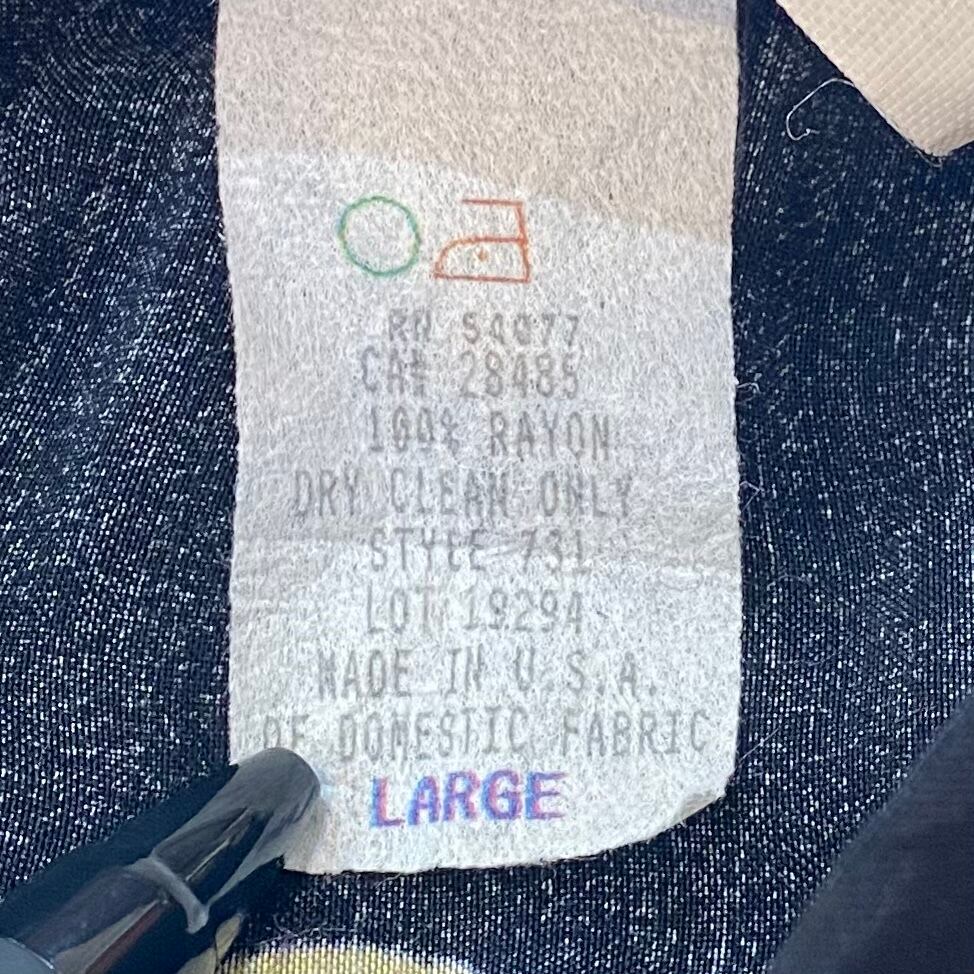 RN 54077
CA# 28485
100% RAYON
DRY CLEAN ONLY
STYLE 731
LOT 19294
MADE IN U.S.A.
OF DOMESTIC FABRIC
LARGE